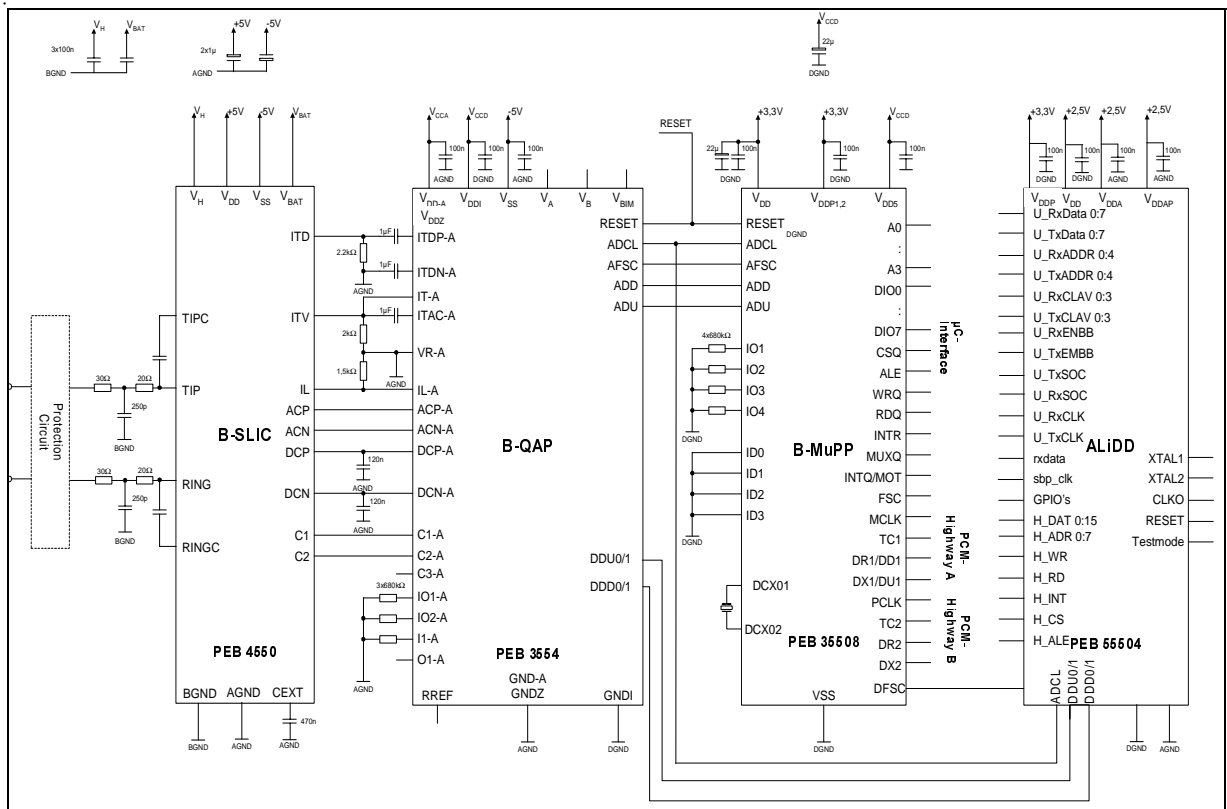 V_H V_BAT
3x100n
BGND
+5V -5V
2x1µ
AGND
V_CCD
22µ
DGND
V_H +5V -5V V_BAT
V_H V_DD V_SS V_BAT
ITD
ITV
IL
ACP
ACN
DCP
DCN
C1
C2
TIPC
TIP
RING
RINGC
B-SLIC
PEB 4550
BGND AGND CEXT
470n
BGND AGND AGND
Protection
Circuit
30Ω 20Ω
250p
BGND
30Ω 20Ω
250p
BGND
1µF
2.2kΩ
1µF
AGND
1µF
2kΩ
1,5kΩ
AGND
120n
AGND
120n
AGND
3x680kΩ
AGND
V_CCA V_CCD -5V
100n 100n 100n
AGND DGND AGND
V_DD-A V_DDI V_SS V_A V_B V_BIM
V_DDZ
ITDP-A
ITDN-A
IT-A
ITAC-A
VR-A
IL-A
ACP-A
ACN-A
DCP-A
DCN-A
C1-A
C2-A
C3-A
IO1-A
IO2-A
I1-A
O1-A
B-QAP
PEB 3554
RESET
ADCL
AFSC
ADD
ADU
DDU0/1
DDD0/1
RREF
GND-A
GNDZ
GNDI
AGND
DGND
RESET
+3,3V +3,3V V_CCD
22µ 100n 100n 100n
DGND DGND DGND
V_DD V_DDP1,2 V_DD5
RESET
DGND
ADCL
AFSC
ADD
ADU
4x680kΩ
IO1
IO2
IO3
IO4
DGND
ID0
ID1
ID2
ID3
DGND
DCX01
DCX02
B-MuPP
PEB 35508
VSS
DGND
A0
:
A3
DIO0
:
DIO7
CSQ
ALE
WRQ
RDQ
INTR
MUXQ
INTQ/MOT
FSC
MCLK
TC1
DR1/DD1
DX1/DU1
PCLK
TC2
DR2
DX2
DFSC
µC-
interface
PCM-
Highway A
PCM-
Highway B
+3,3V +2,5V +2,5V +2,5V
100n 100n 100n 100n
DGND DGND AGND AGND
V_DDP V_DD V_DDA V_DDAP
U_RxData 0:7
U_TxData 0:7
U_RxADDR 0:4
U_TxADDR 0:4
U_RxCLAV 0:3
U_TxCLAV 0:3
U_RxENBB
U_TxEMBB
U_TxSOC
U_RxSOC
U_RxCLK
U_TxCLK
rxdata
sbp_clk
GPIO's
H_DAT 0:15
H_ADR 0:7
H_WR
H_RD
H_INT
H_CS
H_ALE
ALiDD
PEB 55504
XTAL1
XTAL2
CLKO
RESET
Testmode
ADCL
DDU0/1
DDD0/1
DGND AGND